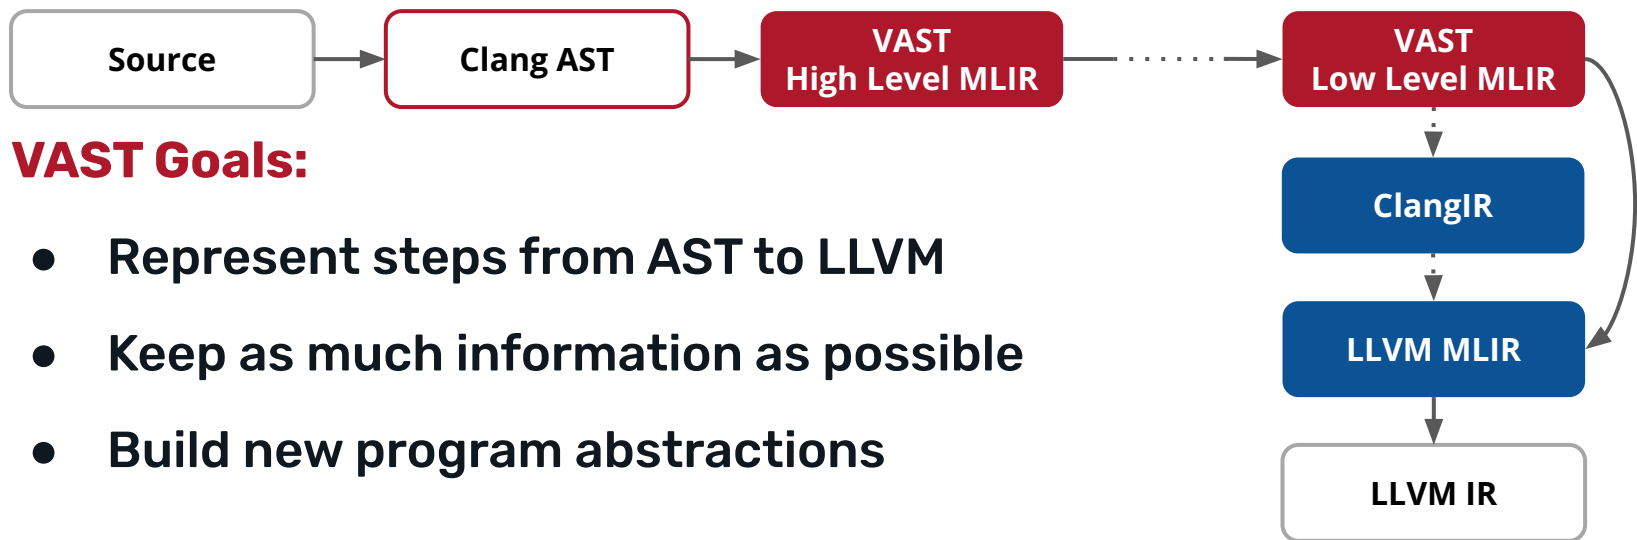 Source
Clang AST
VAST
High Level MLIR
VAST
Low Level MLIR
VAST Goals:
● Represent steps from AST to LLVM
● Keep as much information as possible
● Build new program abstractions
ClangIR
LLVM MLIR
LLVM IR